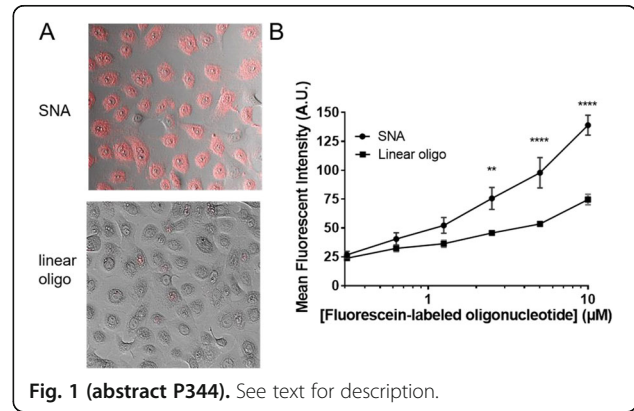 A
B
SNA
linear
oligo
Mean Fluorescent Intensity (A.U.)
150
125
100
75
50
25
0
SNA
Linear oligo
**
****
****
1
10
[Fluorescein-labeled oligonucleotide] (µM)
Fig. 1 (abstract P344). See text for description.